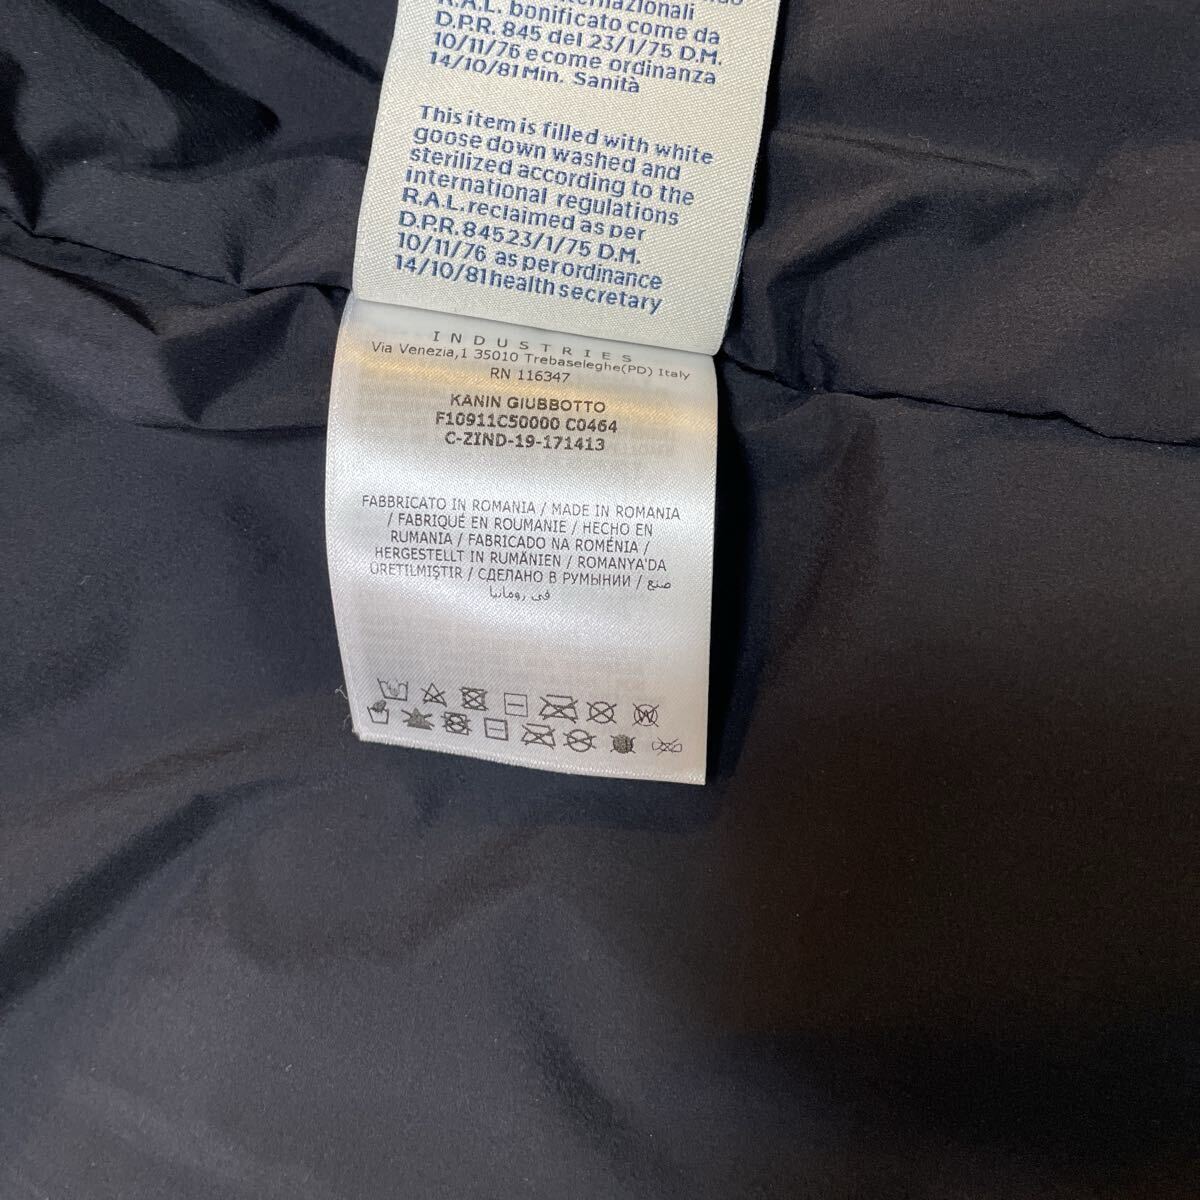 R.A.L. bonificato come da
D.P.R. 845 del 23/1/75 D.M.
10/11/76 e come ordinanza
14/10/81 Min. Sanità
This item is filled with white
goose down washed and
sterilized according to the
international regulations
R.A.L. reclaimed as per
D.P.R. 84523/1/75 D.M.
10/11/76 as per ordinance
14/10/81 health secretary
INDUSTRIES
Via Venezia,1 35010 Trebaseleghe(PD) Italy
RN 116347
KANIN GIUBBOTTO
F10911C50000 C0464
C-ZIND-19-171413
FABBRICATO IN ROMANIA / MADE IN ROMANIA
/ FABRIQUÉ EN ROUMANIE / HECHO EN
RUMANIA / FABRICADO NA ROMÉNIA /
HERGESTELLT IN RUMÄNIEN / ROMANYA'DA
ÜRETILMIŞTIR / СДЕЛАНО В РУМЫНИИ / صنع
في رومانيا